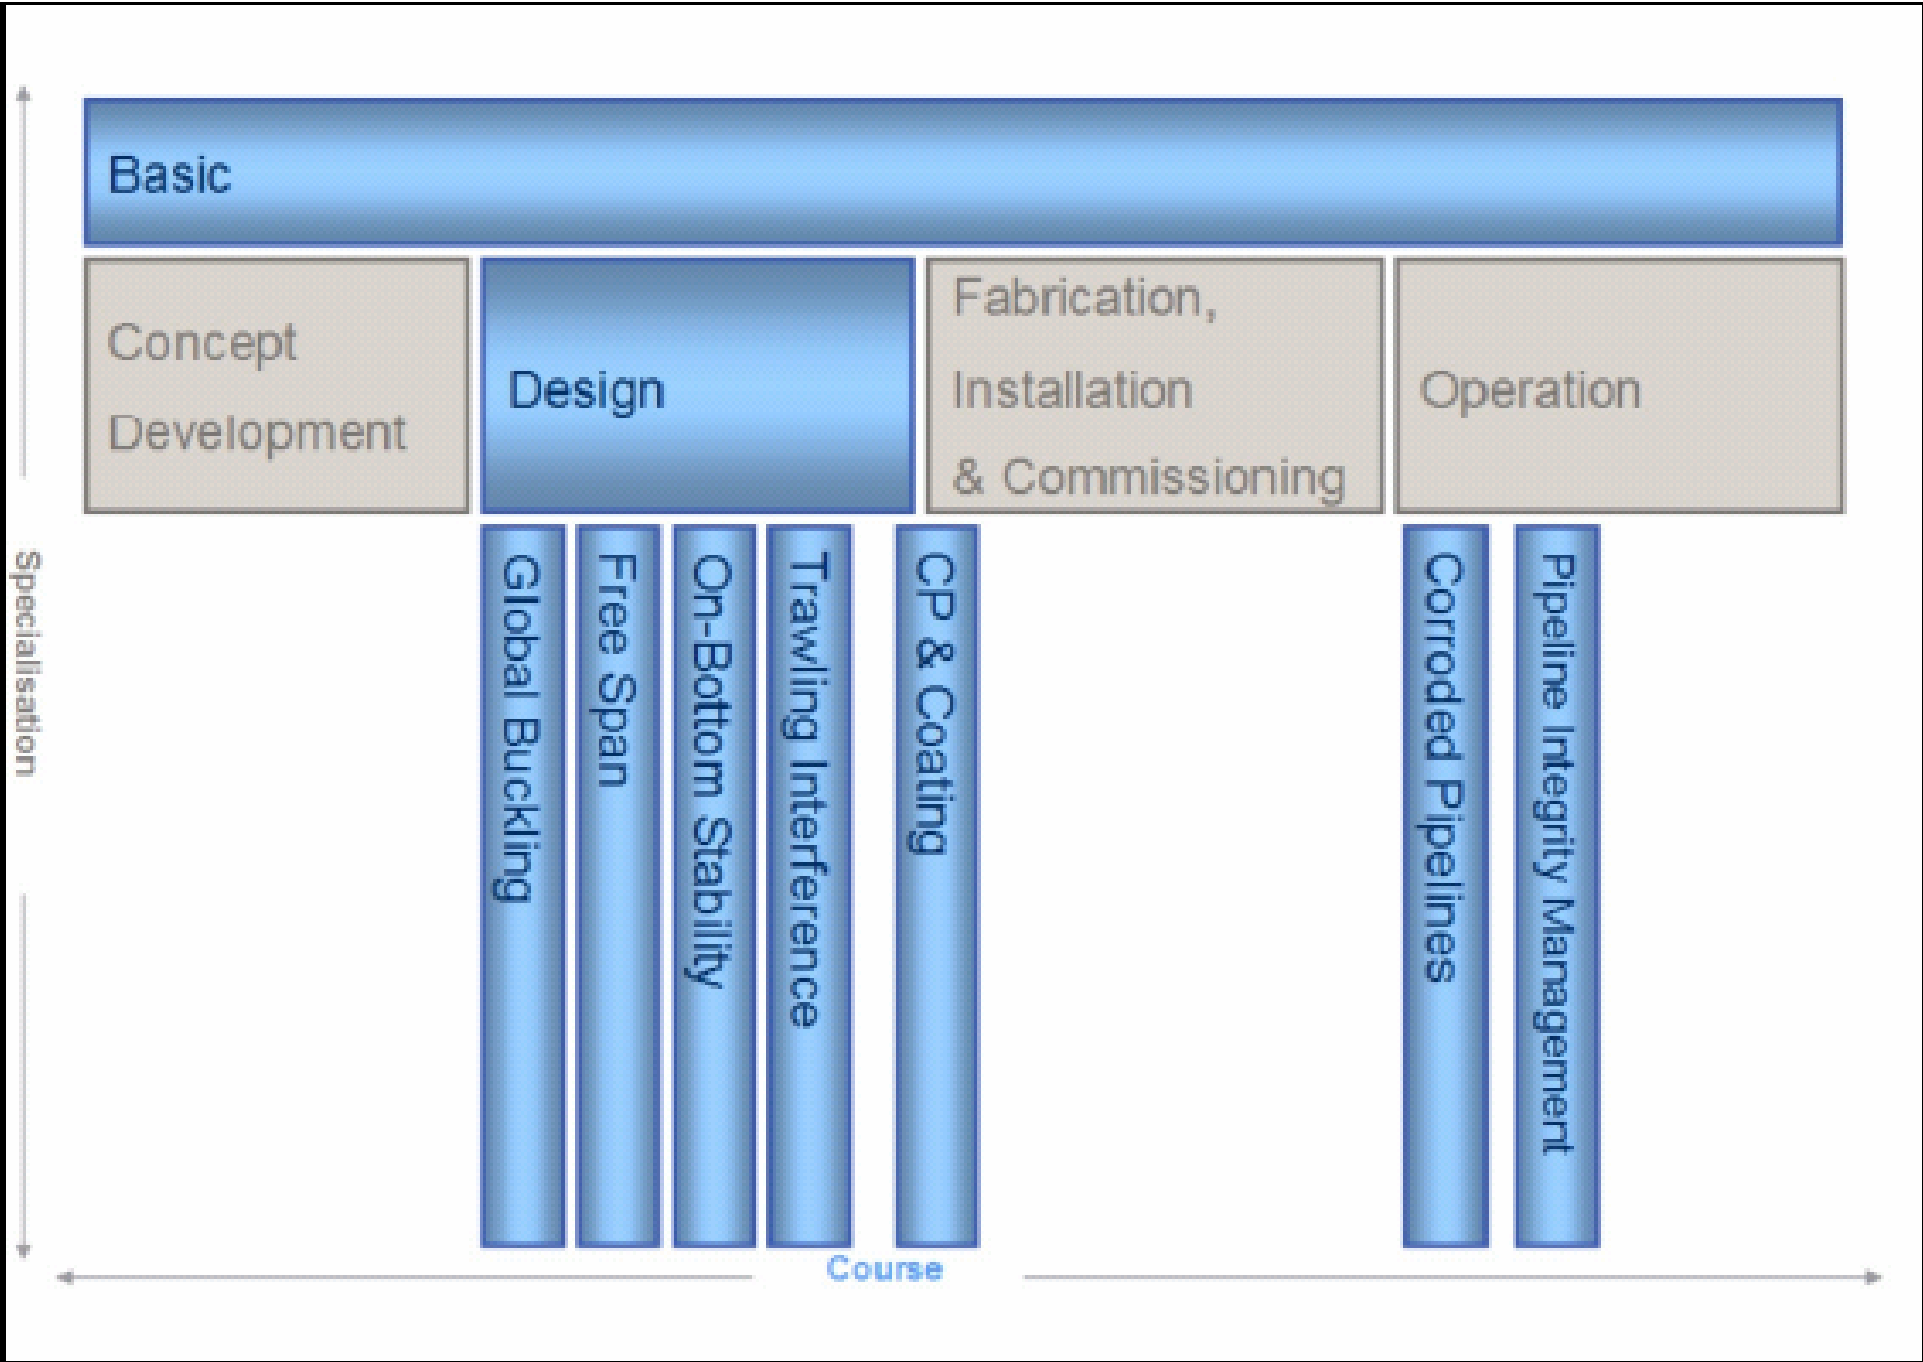 Basic
Concept
Development
Design
Fabrication,
Installation
& Commissioning
Operation
Specialisation
Global Buckling
Free Span
On-Bottom Stability
Trawling Interference
CP & Coating
Corroded Pipelines
Pipeline Integrity Management
Course